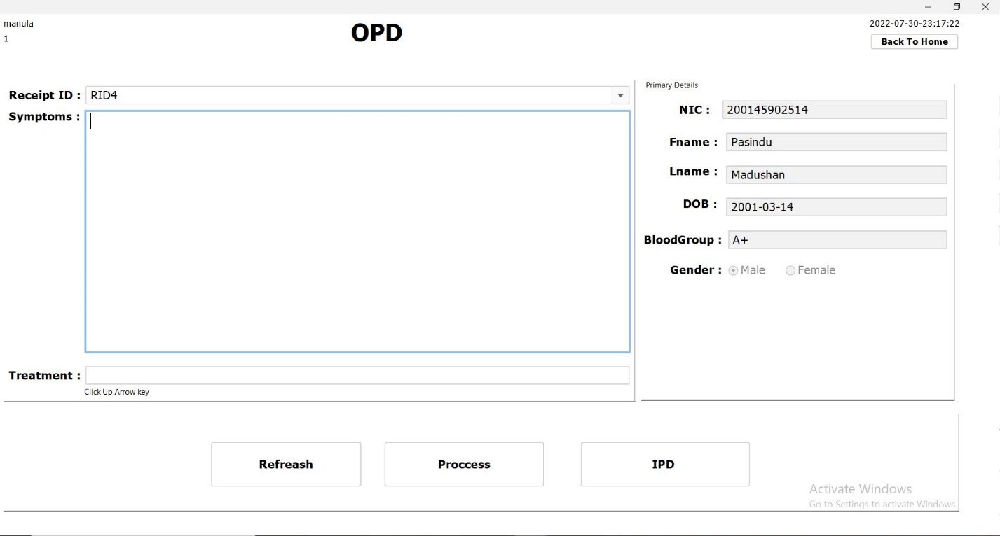 manula
1
OPD
2022-07-30-23:17:22
Back To Home
Receipt ID : RID4
Symptoms :
Treatment :
Click Up Arrow key
Primary Details
NIC : 200145902514
Fname : Pasindu
Lname : Madushan
DOB : 2001-03-14
BloodGroup : A+
Gender : Male Female
Refreash Proccess IPD
Activate Windows
Go to Settings to activate Windows.